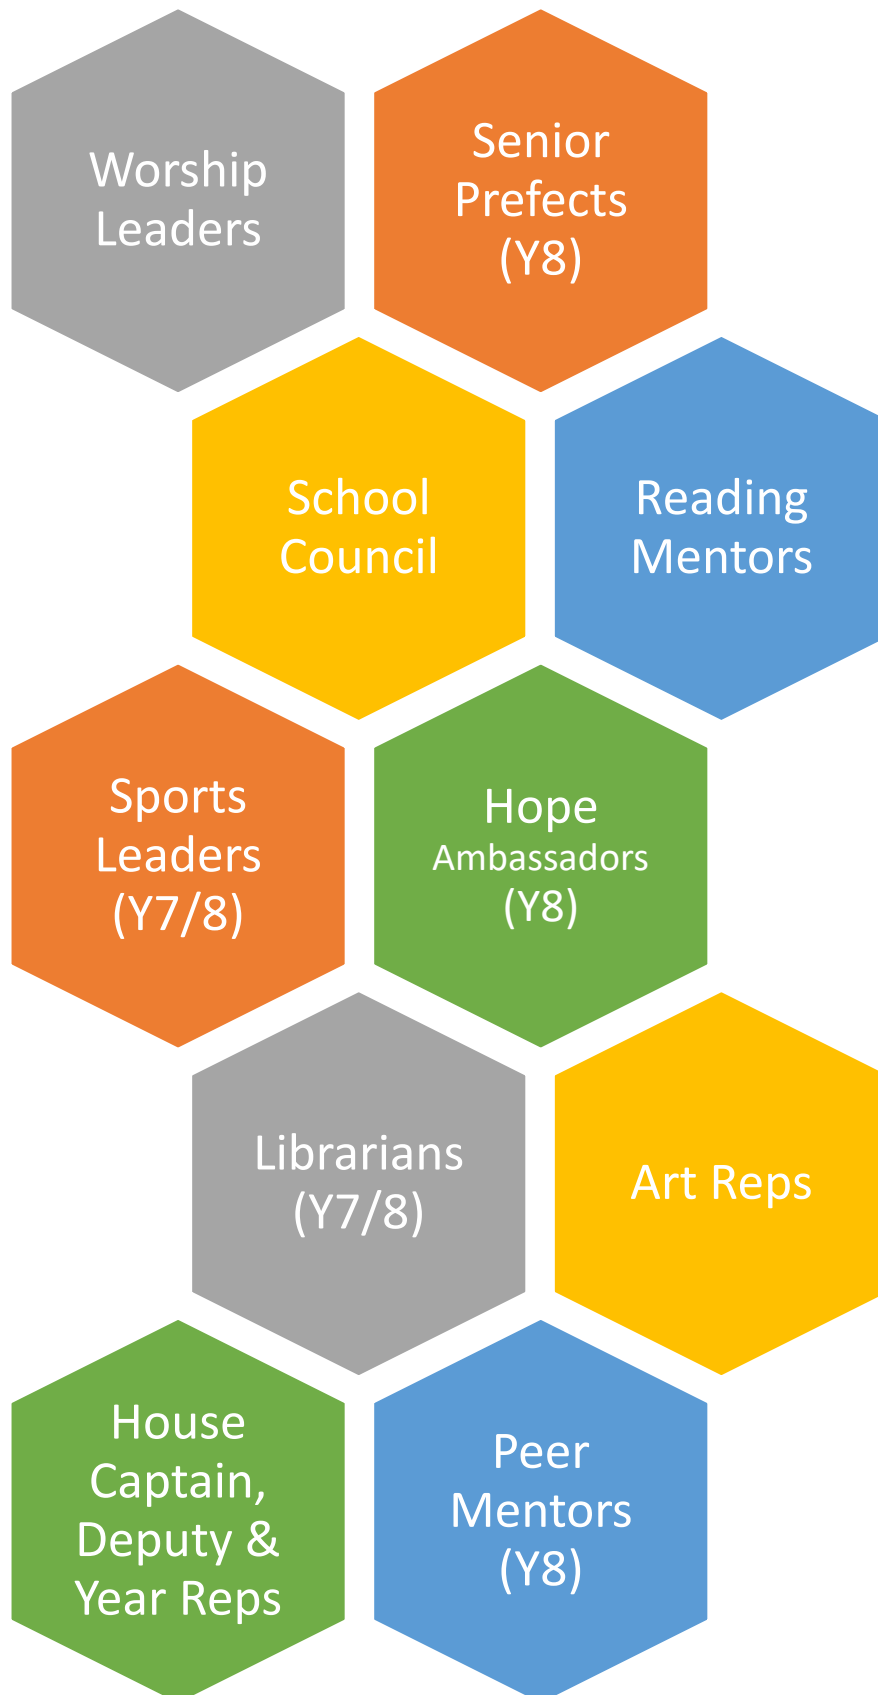 Worship
Leaders
Senior
Prefects
(Y8)
School
Council
Reading
Mentors
Sports
Leaders
(Y7/8)
Hope
Ambassadors
(Y8)
Librarians
(Y7/8)
Art Reps
House
Captain,
Deputy &
Year Reps
Peer
Mentors
(Y8)